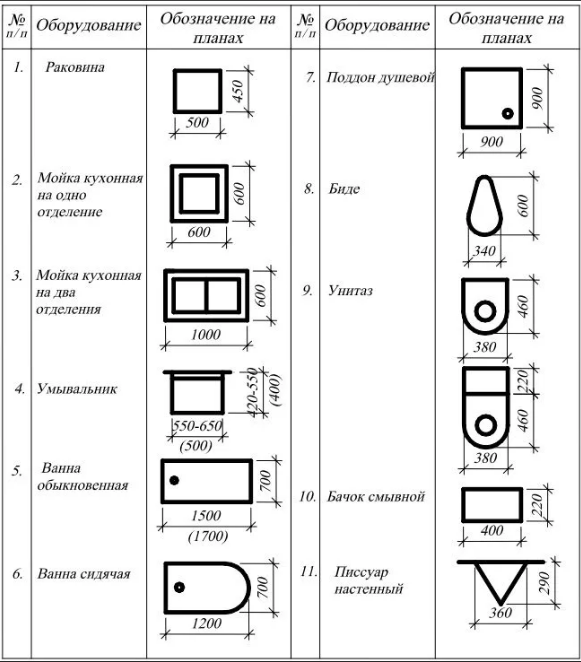 № п/п
Оборудование
Обозначение на
планах
1.
Раковина
450
500
2.
Мойка кухонная
на одно
отделение
600
600
3.
Мойка кухонная
на два
отделения
600
1000
4.
Умывальник
420-550
(400)
550-650
(500)
5.
Ванна
обыкновенная
700
1500
(1700)
6.
Ванна сидячая
700
1200
№ п/п
Оборудование
Обозначение на
планах
7.
Поддон душевой
900
900
8.
Биде
600
340
9.
Унитаз
460
380
220
460
380
10.
Бачок смывной
220
400
11.
Писсуар
настенный
290
360